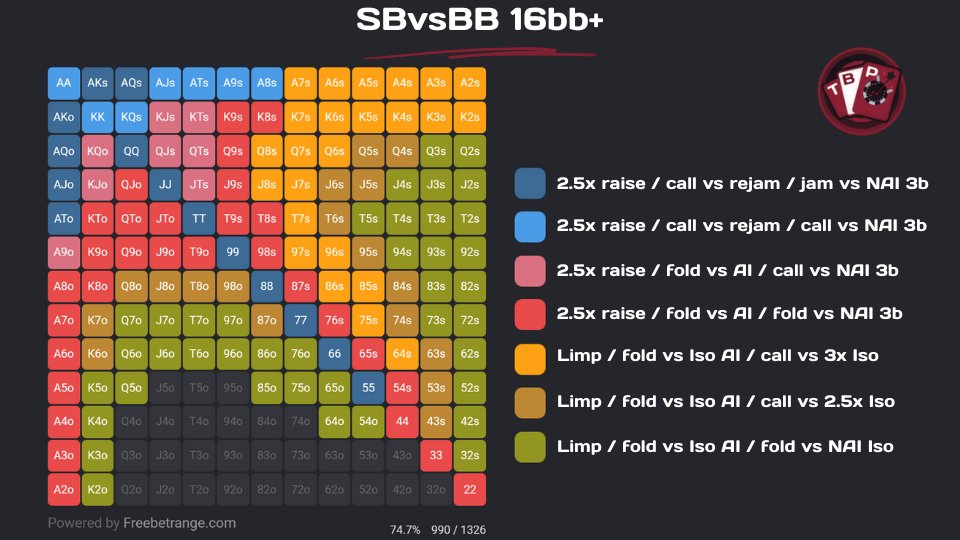 SBvsBB 16bb+
AA AKs AQs AJs ATs A9s A8s A7s A6s A5s A4s A3s A2s
AKo KK KQs KJs KTs K9s K8s K7s K6s K5s K4s K3s K2s
AQo KQo QQ QJs QTs Q9s Q8s Q7s Q6s Q5s Q4s Q3s Q2s
AJo KJo QJo JJ JTs J9s J8s J7s J6s J5s J4s J3s J2s
ATo KTo QTo JTo TT T9s T8s T7s T6s T5s T4s T3s T2s
A9o K9o Q9o J9o T9o 99 98s 97s 96s 95s 94s 93s 92s
A8o K8o Q8o J8o T8o 98o 88 87s 86s 85s 84s 83s 82s
A7o K7o Q7o J7o T7o 97o 87o 77 76s 75s 74s 73s 72s
A6o K6o Q6o J6o T6o 96o 86o 76o 66 65s 64s 63s 62s
A5o K5o Q5o J5o T5o 95o 85o 75o 65o 55 54s 53s 52s
A4o K4o Q4o J4o T4o 94o 84o 74o 64o 54o 44 43s 42s
A3o K3o Q3o J3o T3o 93o 83o 73o 63o 53o 43o 33 32s
A2o K2o Q2o J2o T2o 92o 82o 72o 62o 52o 42o 32o 22
Powered by Freebetrange.com
74.7% 990 / 1326
T B P
2.5x raise / call vs rejam / jam vs NAI 3b
2.5x raise / call vs rejam / call vs NAI 3b
2.5x raise / fold vs AI / call vs NAI 3b
2.5x raise / fold vs AI / fold vs NAI 3b
Limp / fold vs Iso AI / call vs 3x Iso
Limp / fold vs Iso AI / call vs 2.5x Iso
Limp / fold vs Iso AI / fold vs NAI Iso